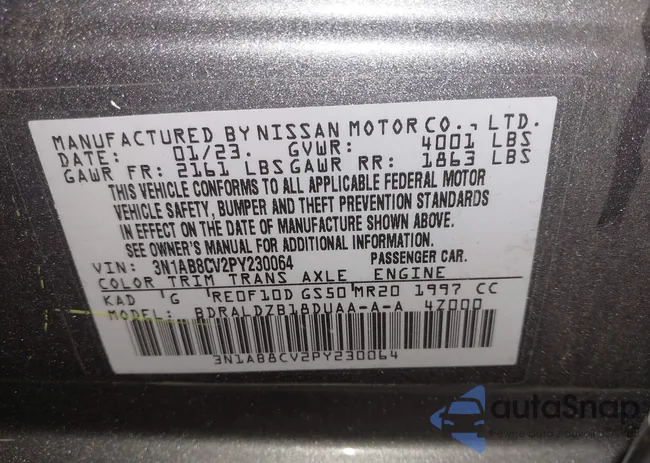 MANUFACTURED BY NISSAN MOTOR CO., LTD.
DATE: 01/23. GVWR: 4001 LBS
GAWR FR: 2161 LBS GAWR RR: 1863 LBS
THIS VEHICLE CONFORMS TO ALL APPLICABLE FEDERAL MOTOR
VEHICLE SAFETY, BUMPER AND THEFT PREVENTION STANDARDS
IN EFFECT ON THE DATE OF MANUFACTURE SHOWN ABOVE.
SEE OWNER'S MANUAL FOR ADDITIONAL INFORMATION.
VIN: 3N1AB8CV2PY230064 PASSENGER CAR.
COLOR TRIM TRANS AXLE ENGINE
KAD G RE0F10D GS50 MR20 1997 CC
MODEL: BDRALDZB18DUAA-A-A 4Z000
3N1AB8CV2PY230064
autoSnap